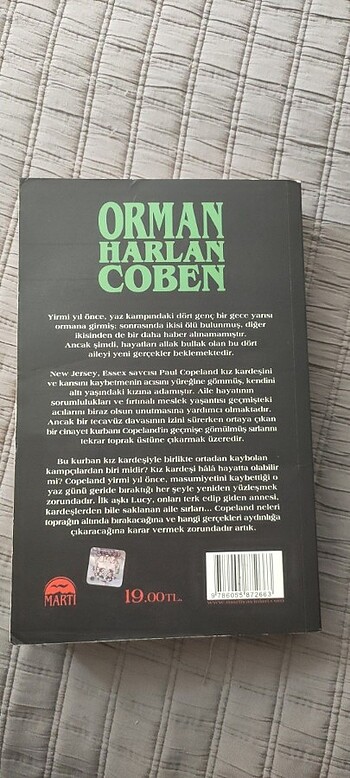 ORMAN
HARLAN
COBEN
Yirmi yıl önce, yaz kampındaki dört genç bir gece yarısı
ormana girmiş; sonrasında ikisi ölü bulunmuş, diğer
ikisinden de bir daha haber alınamamıştır.
Ancak şimdi, hayatları allak bullak olan bu dört
aileyi yeni gerçekler beklemektedir.
New Jersey, Essex savcısı Paul Copeland kız kardeşini
ve karısını kaybetmenin acısını yüreğine gömmüş, kendini
altı yaşındaki kızına adamıştır. Aile hayatının
sorumlulukları ve fırtınalı meslek yaşantısı geçmişteki
acılarını biraz olsun unutmasına yardımcı olmaktadır.
Ancak bir tecavüz davasının izini sürerken ortaya çıkan
bir cinayet kurbanı Copeland'ın geçmişe gömülmüş sırlarını
tekrar toprak üstüne çıkarmak üzeredir.
Bu kurban kız kardeşiyle birlikte ortadan kaybolan
kampçılardan biri midir? Kız kardeşi hâlâ hayatta olabilir
mi? Copeland yirmi yıl önce, masumiyetini kaybettiği o
yaz günü geride bıraktığı her şeyle yeniden yüzleşmek
zorundadır. İlk aşkı Lucy, onları terk edip giden annesi,
kardeşlerden bile saklanan aile sırları... Copeland neleri
toprağın altında bırakacağına ve hangi gerçekleri aydınlığa
çıkaracağına karar vermek zorundadır artık.
MARTI
19.00TL
9 786055 872663